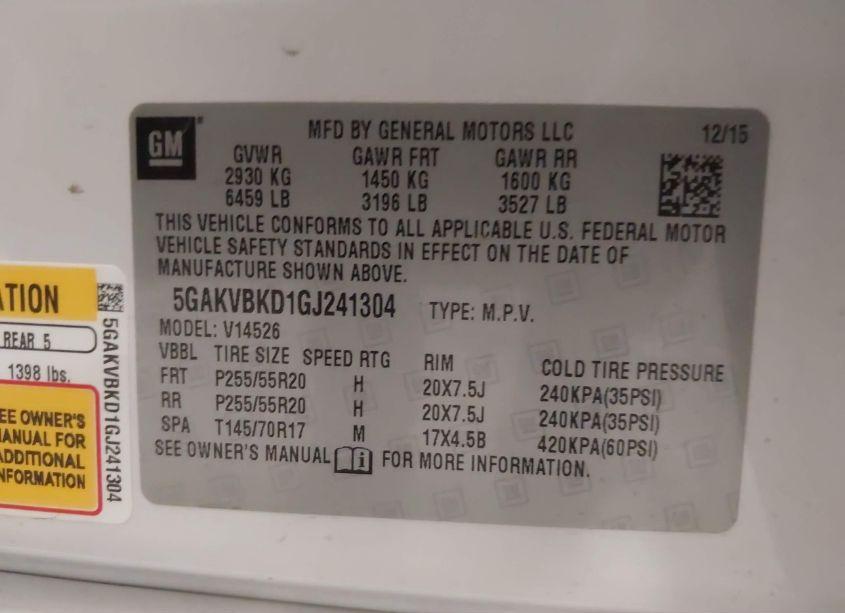 GM
MFD BY GENERAL MOTORS LLC 12/15
GVWR GAWR FRT GAWR RR
2930 KG 1450 KG 1600 KG
6459 LB 3196 LB 3527 LB
THIS VEHICLE CONFORMS TO ALL APPLICABLE U.S. FEDERAL MOTOR
VEHICLE SAFETY STANDARDS IN EFFECT ON THE DATE OF
MANUFACTURE SHOWN ABOVE.
5GAKVBKD1GJ241304 TYPE: M.P.V.
MODEL: V14526
VBBL TIRE SIZE SPEED RTG RIM COLD TIRE PRESSURE
FRT P255/55R20 H 20X7.5J 240KPA(35PSI)
RR P255/55R20 H 20X7.5J 240KPA(35PSI)
SPA T145/70R17 M 17X4.5B 420KPA(60PSI)
SEE OWNER'S MANUAL i FOR MORE INFORMATION.
ATION
REAR 5
1398 lbs.
EE OWNER'S
ANUAL FOR
ADDITIONAL
NFORMATION
5GAKVBKD1GJ241304